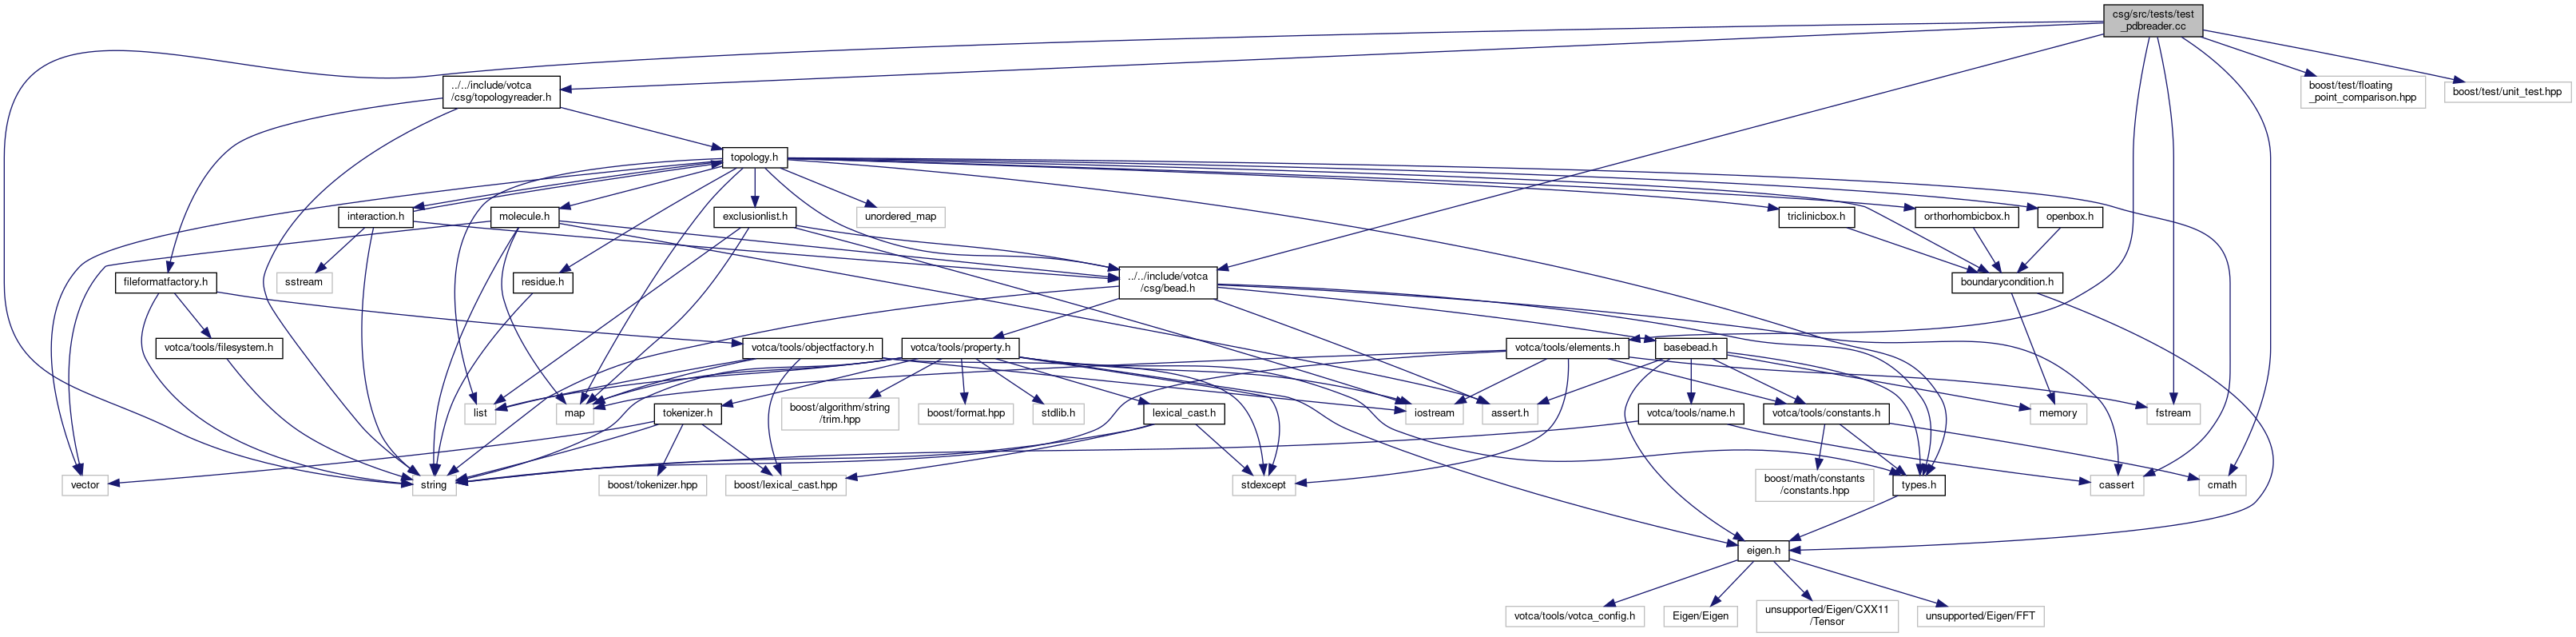 csg/src/tests/test
_pdbreader.cc
../../include/votca
/csg/topologyreader.h
boost/test/floating
_point_comparison.hpp
boost/test/unit_test.hpp
topology.h
interaction.h
molecule.h
exclusionlist.h
unordered_map
triclinicbox.h
orthorhombicbox.h
openbox.h
fileformatfactory.h
sstream
residue.h
../../include/votca
/csg/bead.h
boundarycondition.h
votca/tools/filesystem.h
votca/tools/objectfactory.h
votca/tools/property.h
votca/tools/elements.h
basebead.h
list
map
tokenizer.h
boost/algorithm/string
/trim.hpp
boost/format.hpp
stdlib.h
lexical_cast.h
iostream
assert.h
votca/tools/name.h
votca/tools/constants.h
memory
fstream
vector
string
boost/tokenizer.hpp
boost/lexical_cast.hpp
stdexcept
boost/math/constants
/constants.hpp
types.h
cassert
cmath
eigen.h
votca/tools/votca_config.h
Eigen/Eigen
unsupported/Eigen/CXX11
/Tensor
unsupported/Eigen/FFT